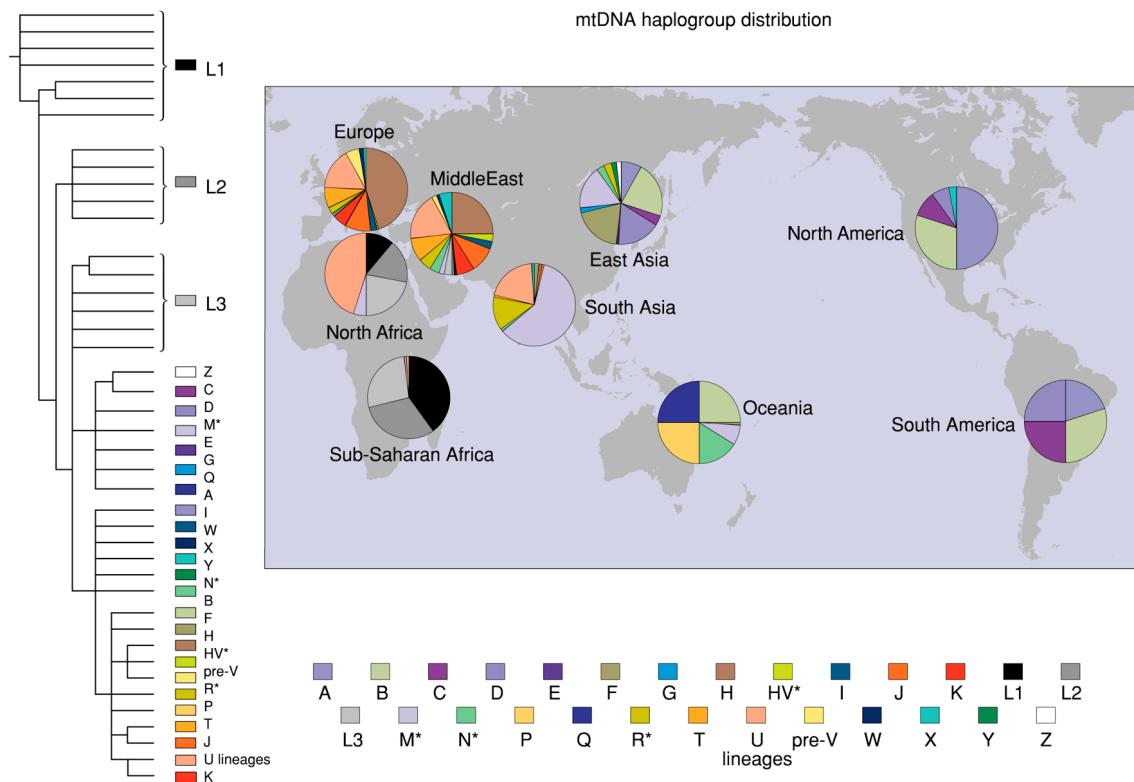 mtDNA haplogroup distribution
L1
L2
L3
Z
C
D
M*
E
G
Q
A
I
W
X
Y
N*
B
F
H
HV*
pre-V
R*
P
T
J
U lineages
K
Europe
MiddleEast
East Asia
North America
North Africa
South Asia
Sub-Saharan Africa
Oceania
South America
A B C D E F G H HV* I J K L1 L2
L3 M* N* P Q R* T U pre-V W X Y Z
lineages